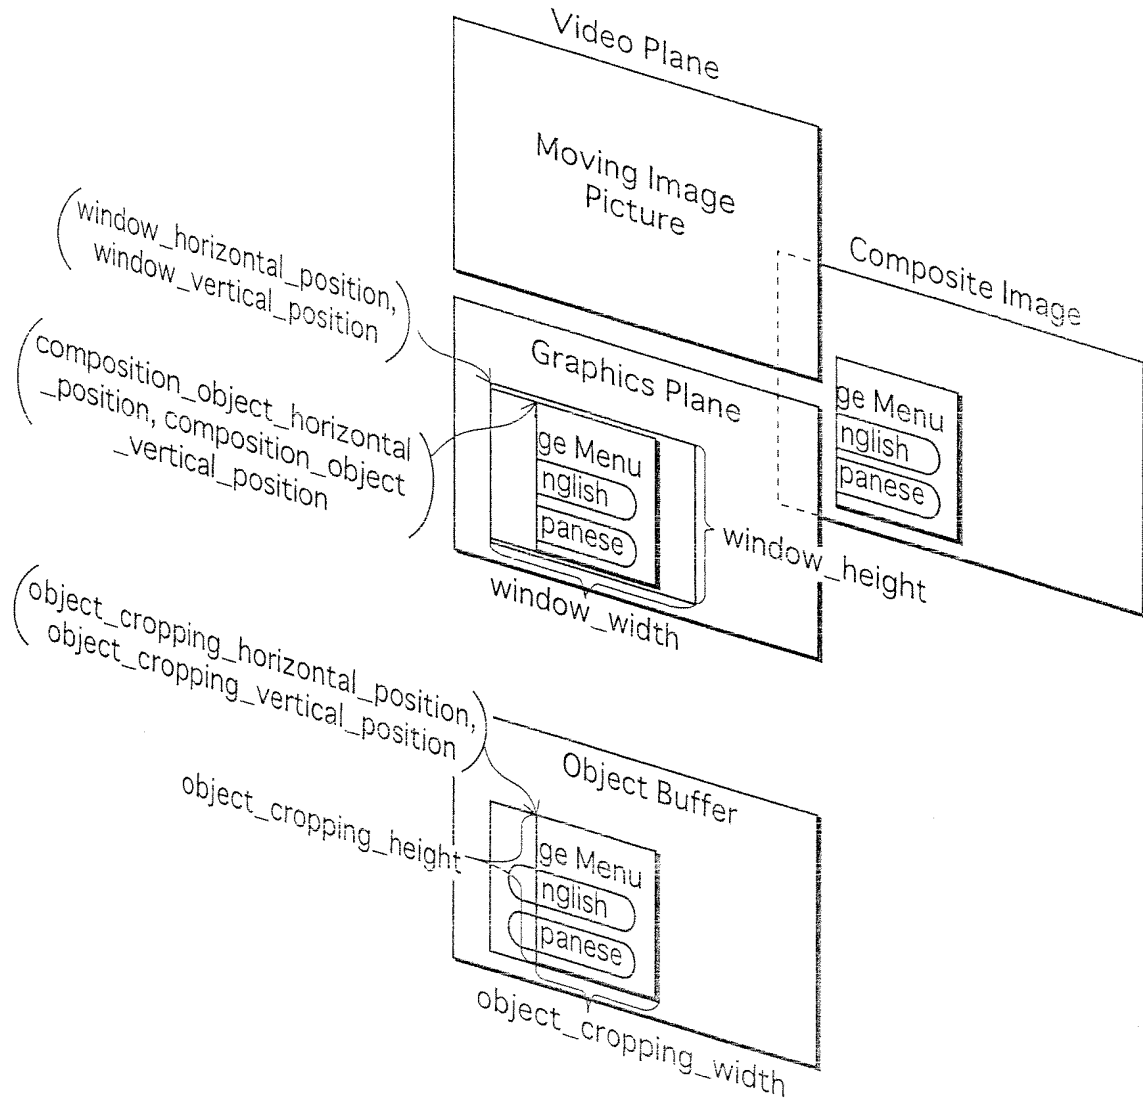 Video Plane
Moving Image
Picture
(window_horizontal_position,
window_vertical_position)
Composite Image
(composition_object_horizontal
_position, composition_object
_vertical_position)
Graphics Plane
ge Menu
nglish
panese
ge Menu
nglish
panese
window_height
window_width
(object_cropping_horizontal_position,
object_cropping_vertical_position)
Object Buffer
object_cropping_height
ge Menu
nglish
panese
object_cropping_width